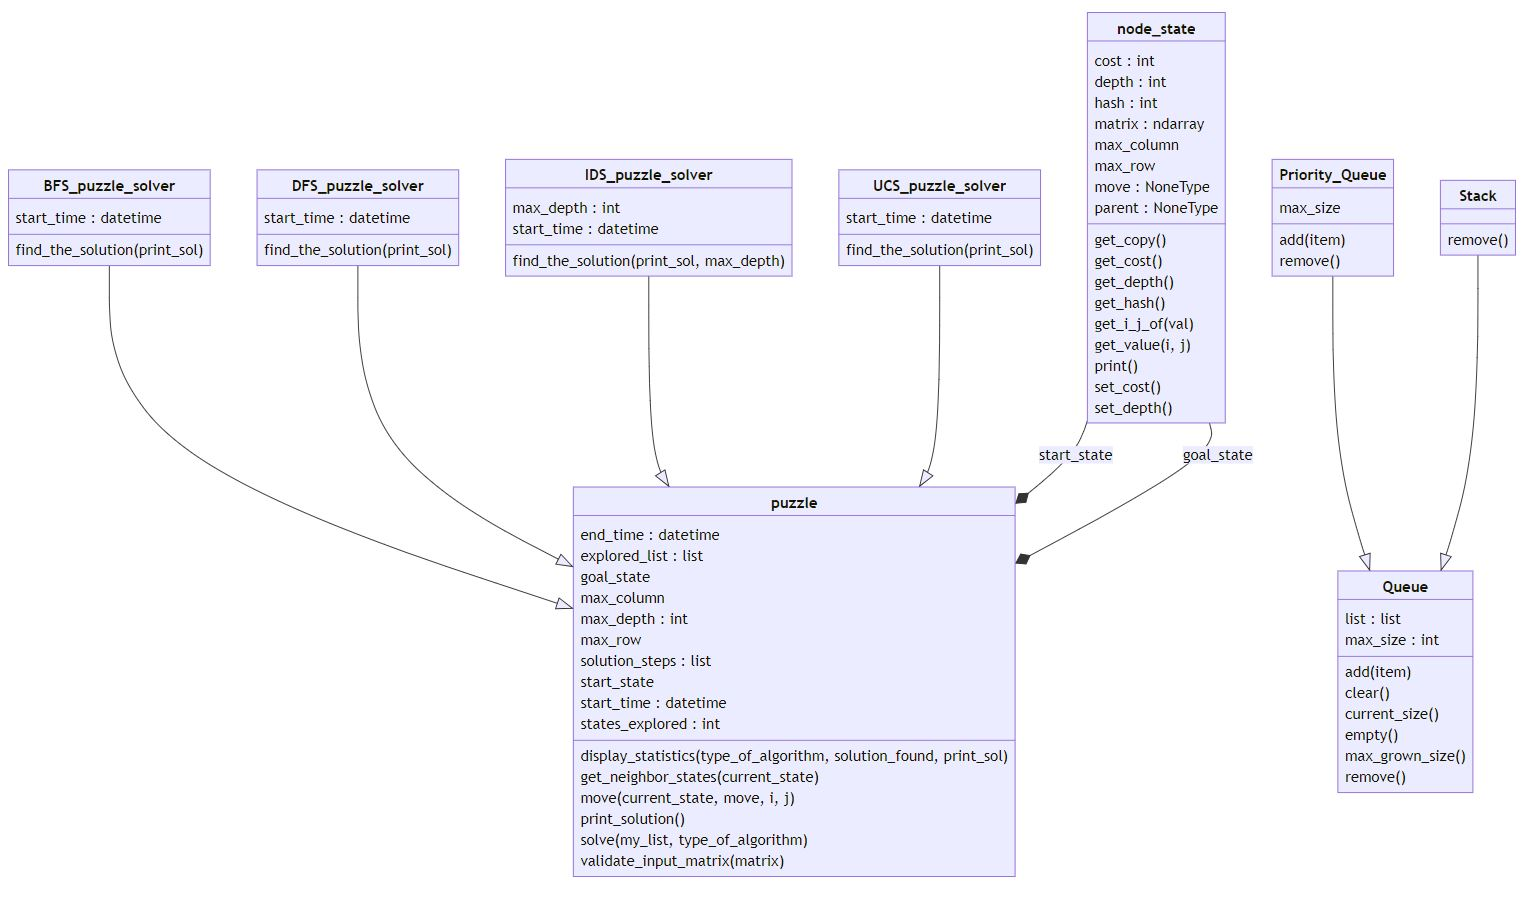 node_state
cost : int
depth : int
hash : int
matrix : ndarray
max_column
max_row
move : NoneType
parent : NoneType
get_copy()
get_cost()
get_depth()
get_hash()
get_i_j_of(val)
get_value(i, j)
print()
set_cost()
set_depth()
BFS_puzzle_solver
start_time : datetime
find_the_solution(print_sol)
DFS_puzzle_solver
start_time : datetime
find_the_solution(print_sol)
IDS_puzzle_solver
max_depth : int
start_time : datetime
find_the_solution(print_sol, max_depth)
UCS_puzzle_solver
start_time : datetime
find_the_solution(print_sol)
Priority_Queue
max_size
add(item)
remove()
Stack
remove()
start_state
goal_state
puzzle
end_time : datetime
explored_list : list
goal_state
max_column
max_depth : int
max_row
solution_steps : list
start_state
start_time : datetime
states_explored : int
display_statistics(type_of_algorithm, solution_found, print_sol)
get_neighbor_states(current_state)
move(current_state, move, i, j)
print_solution()
solve(my_list, type_of_algorithm)
validate_input_matrix(matrix)
Queue
list : list
max_size : int
add(item)
clear()
current_size()
empty()
max_grown_size()
remove()